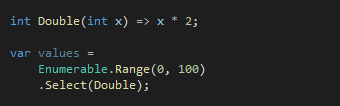 int Double(int x) => x * 2;
var values =
Enumerable.Range(0, 100)
.Select(Double);